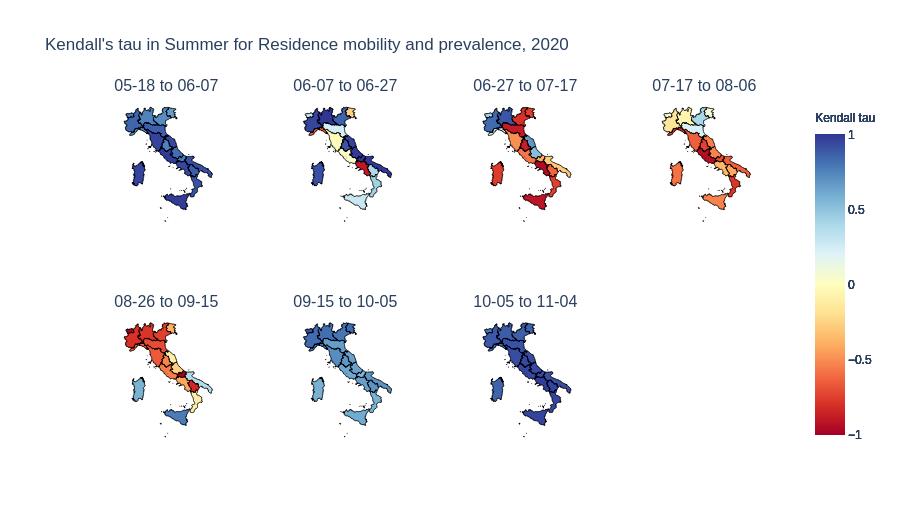 Kendall's tau in Summer for Residence mobility and prevalence, 2020
05-18 to 06-07
06-07 to 06-27
06-27 to 07-17
07-17 to 08-06
08-26 to 09-15
09-15 to 10-05
10-05 to 11-04
Kendall tau
1
0.5
0
−0.5
−1